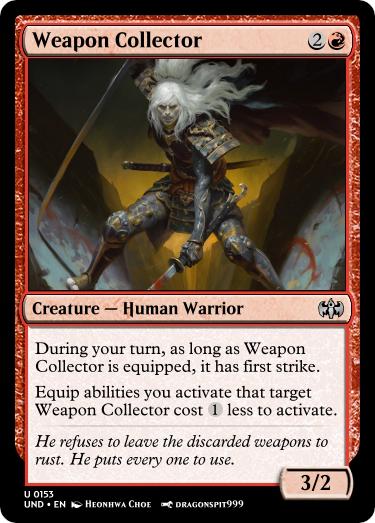 Weapon Collector 2
Creature — Human Warrior
During your turn, as long as Weapon
Collector is equipped, it has first strike.
Equip abilities you activate that target
Weapon Collector cost 1 less to activate.
He refuses to leave the discarded weapons to
rust. He puts every one to use.
3/2
U 0153
UND • EN Heonhwa Choe dragonspit999